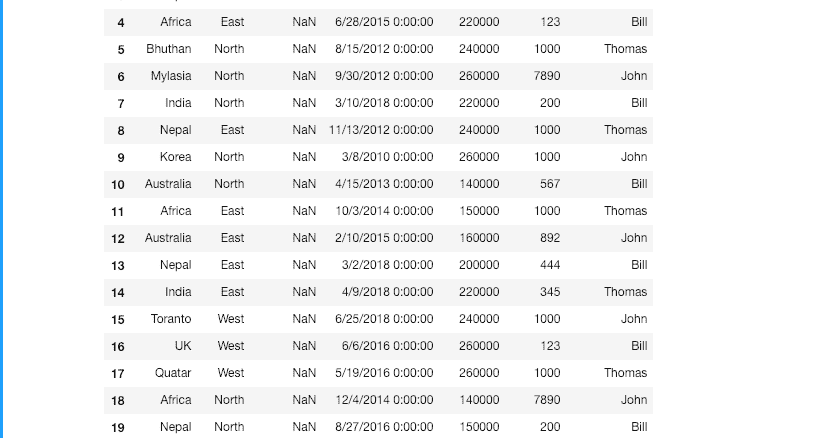 4 Africa East NaN 6/28/2015 0:00:00 220000 123 Bill
5 Bhuthan North NaN 8/15/2012 0:00:00 240000 1000 Thomas
6 Mylasia North NaN 9/30/2012 0:00:00 260000 7890 John
7 India North NaN 3/10/2018 0:00:00 220000 200 Bill
8 Nepal East NaN 11/13/2012 0:00:00 240000 1000 Thomas
9 Korea North NaN 3/8/2010 0:00:00 260000 1000 John
10 Australia North NaN 4/15/2013 0:00:00 140000 567 Bill
11 Africa East NaN 10/3/2014 0:00:00 150000 1000 Thomas
12 Australia East NaN 2/10/2015 0:00:00 160000 892 John
13 Nepal East NaN 3/2/2018 0:00:00 200000 444 Bill
14 India East NaN 4/9/2018 0:00:00 220000 345 Thomas
15 Toranto West NaN 6/25/2018 0:00:00 240000 1000 John
16 UK West NaN 6/6/2016 0:00:00 260000 123 Bill
17 Quatar West NaN 5/19/2016 0:00:00 260000 1000 Thomas
18 Africa North NaN 12/4/2014 0:00:00 140000 7890 John
19 Nepal North NaN 8/27/2016 0:00:00 150000 200 Bill